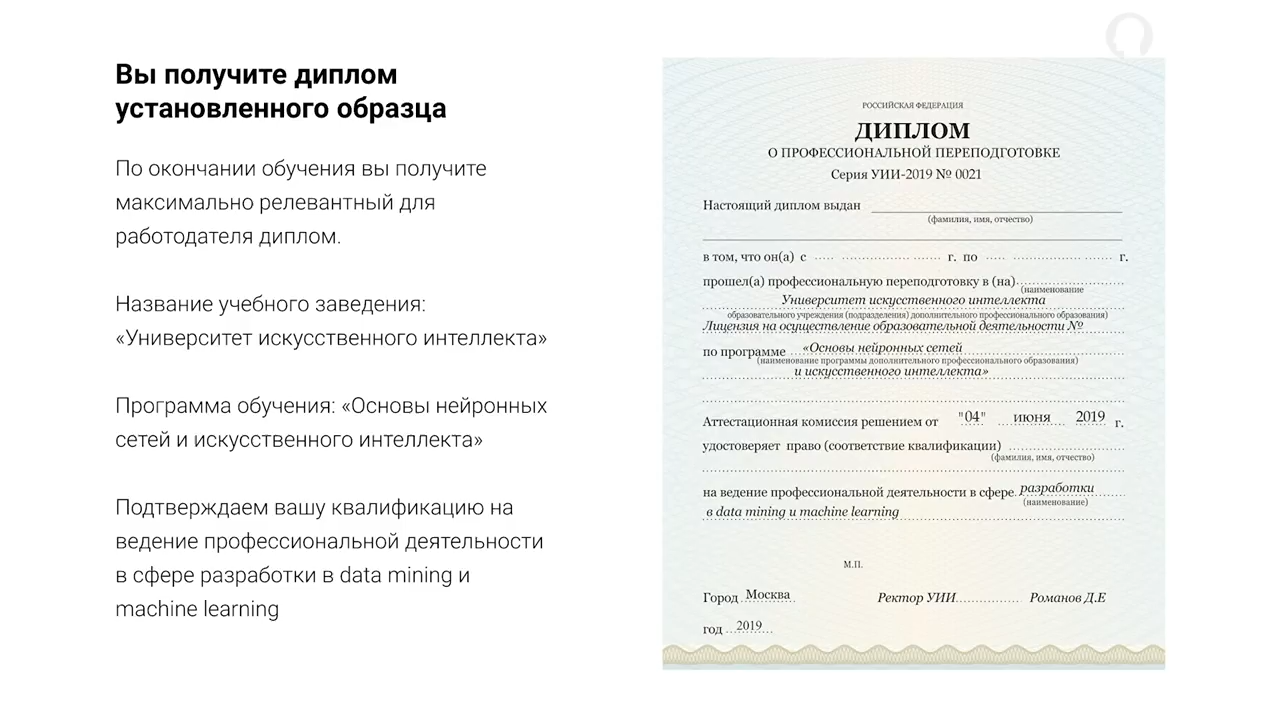 Вы получите диплом
установленного образца
По окончании обучения вы получите
максимально релевантный для
работодателя диплом.
Название учебного заведения:
«Университет искусственного интеллекта»
Программа обучения: «Основы нейронных
сетей и искусственного интеллекта»
Подтверждаем вашу квалификацию на
ведение профессиональной деятельности
в сфере разработки в data mining и
machine learning
РОССИЙСКАЯ ФЕДЕРАЦИЯ
ДИПЛОМ
О ПРОФЕССИОНАЛЬНОЙ ПЕРЕПОДГОТОВКЕ
Серия УИИ-2019 № 0021
Настоящий диплом выдан
(фамилия, имя, отчество)
в том, что он(а) с г. по г.
прошел(а) профессиональную переподготовку в (на)
(наименование
Университет искусственного интеллекта
образовательного учреждения (подразделения) дополнительного профессионального образования)
Лицензия на осуществление образовательной деятельности №
по программе «Основы нейронных сетей
(наименование программы дополнительного профессионального образования)
и искусственного интеллекта»
Аттестационная комиссия решением от "04" июня 2019 г.
удостоверяет право (соответствие квалификации)
(фамилия, имя, отчество)
на ведение профессиональной деятельности в сфере разработки
(наименование)
в data mining и machine learning
М.П.
Город Москва Ректор УИИ Романов Д.Е
год 2019